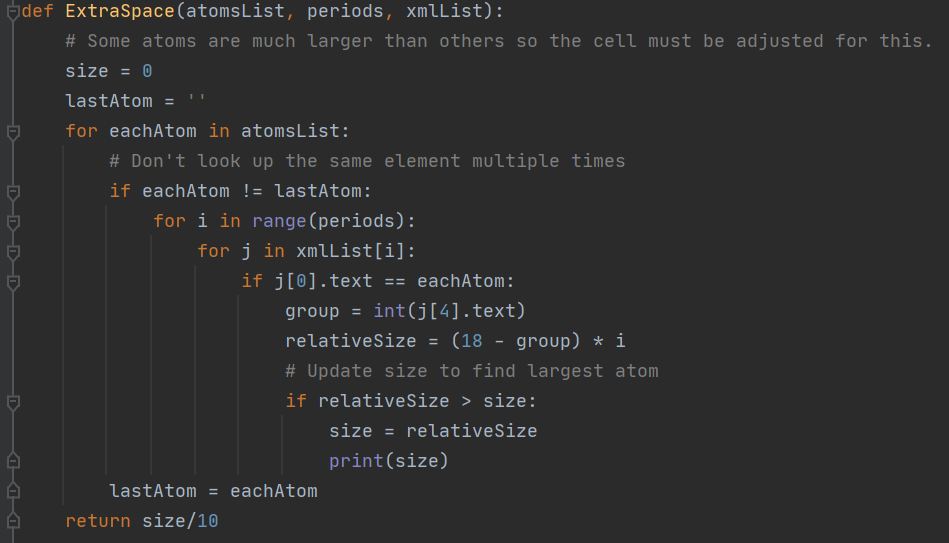 def ExtraSpace(atomsList, periods, xmlList):
    # Some atoms are much larger than others so the cell must be adjusted for this.
    size = 0
    lastAtom = ''
    for eachAtom in atomsList:
        # Don't look up the same element multiple times
        if eachAtom != lastAtom:
            for i in range(periods):
                for j in xmlList[i]:
                    if j[0].text == eachAtom:
                        group = int(j[4].text)
                        relativeSize = (18 - group) * i
                        # Update size to find largest atom
                        if relativeSize > size:
                            size = relativeSize
                            print(size)
        lastAtom = eachAtom
    return size/10